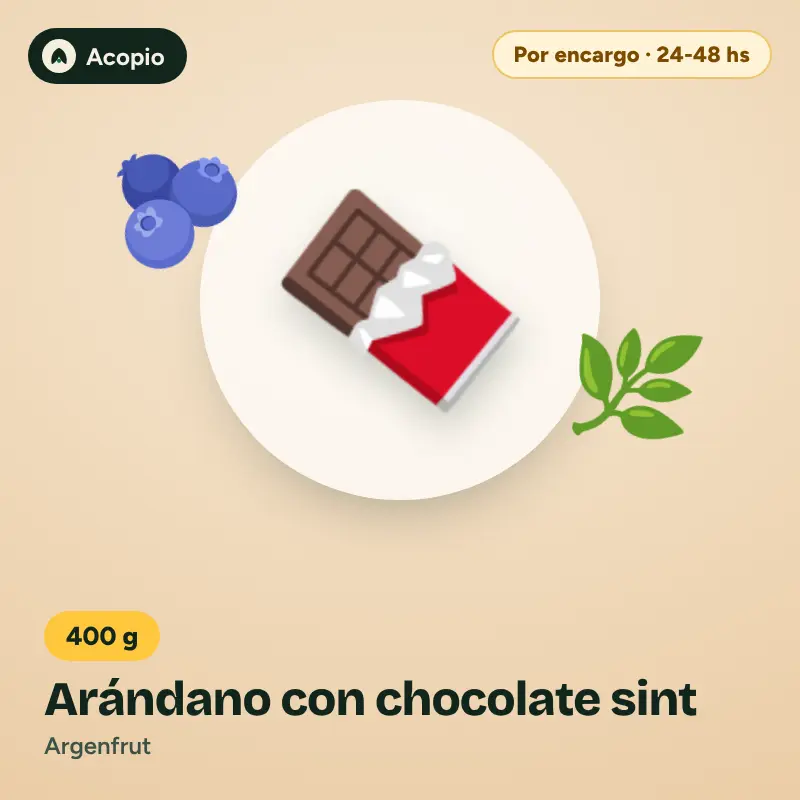 Acopio
Por encargo · 24-48 hs
400 g
Arándano con chocolate sint
Argenfrut